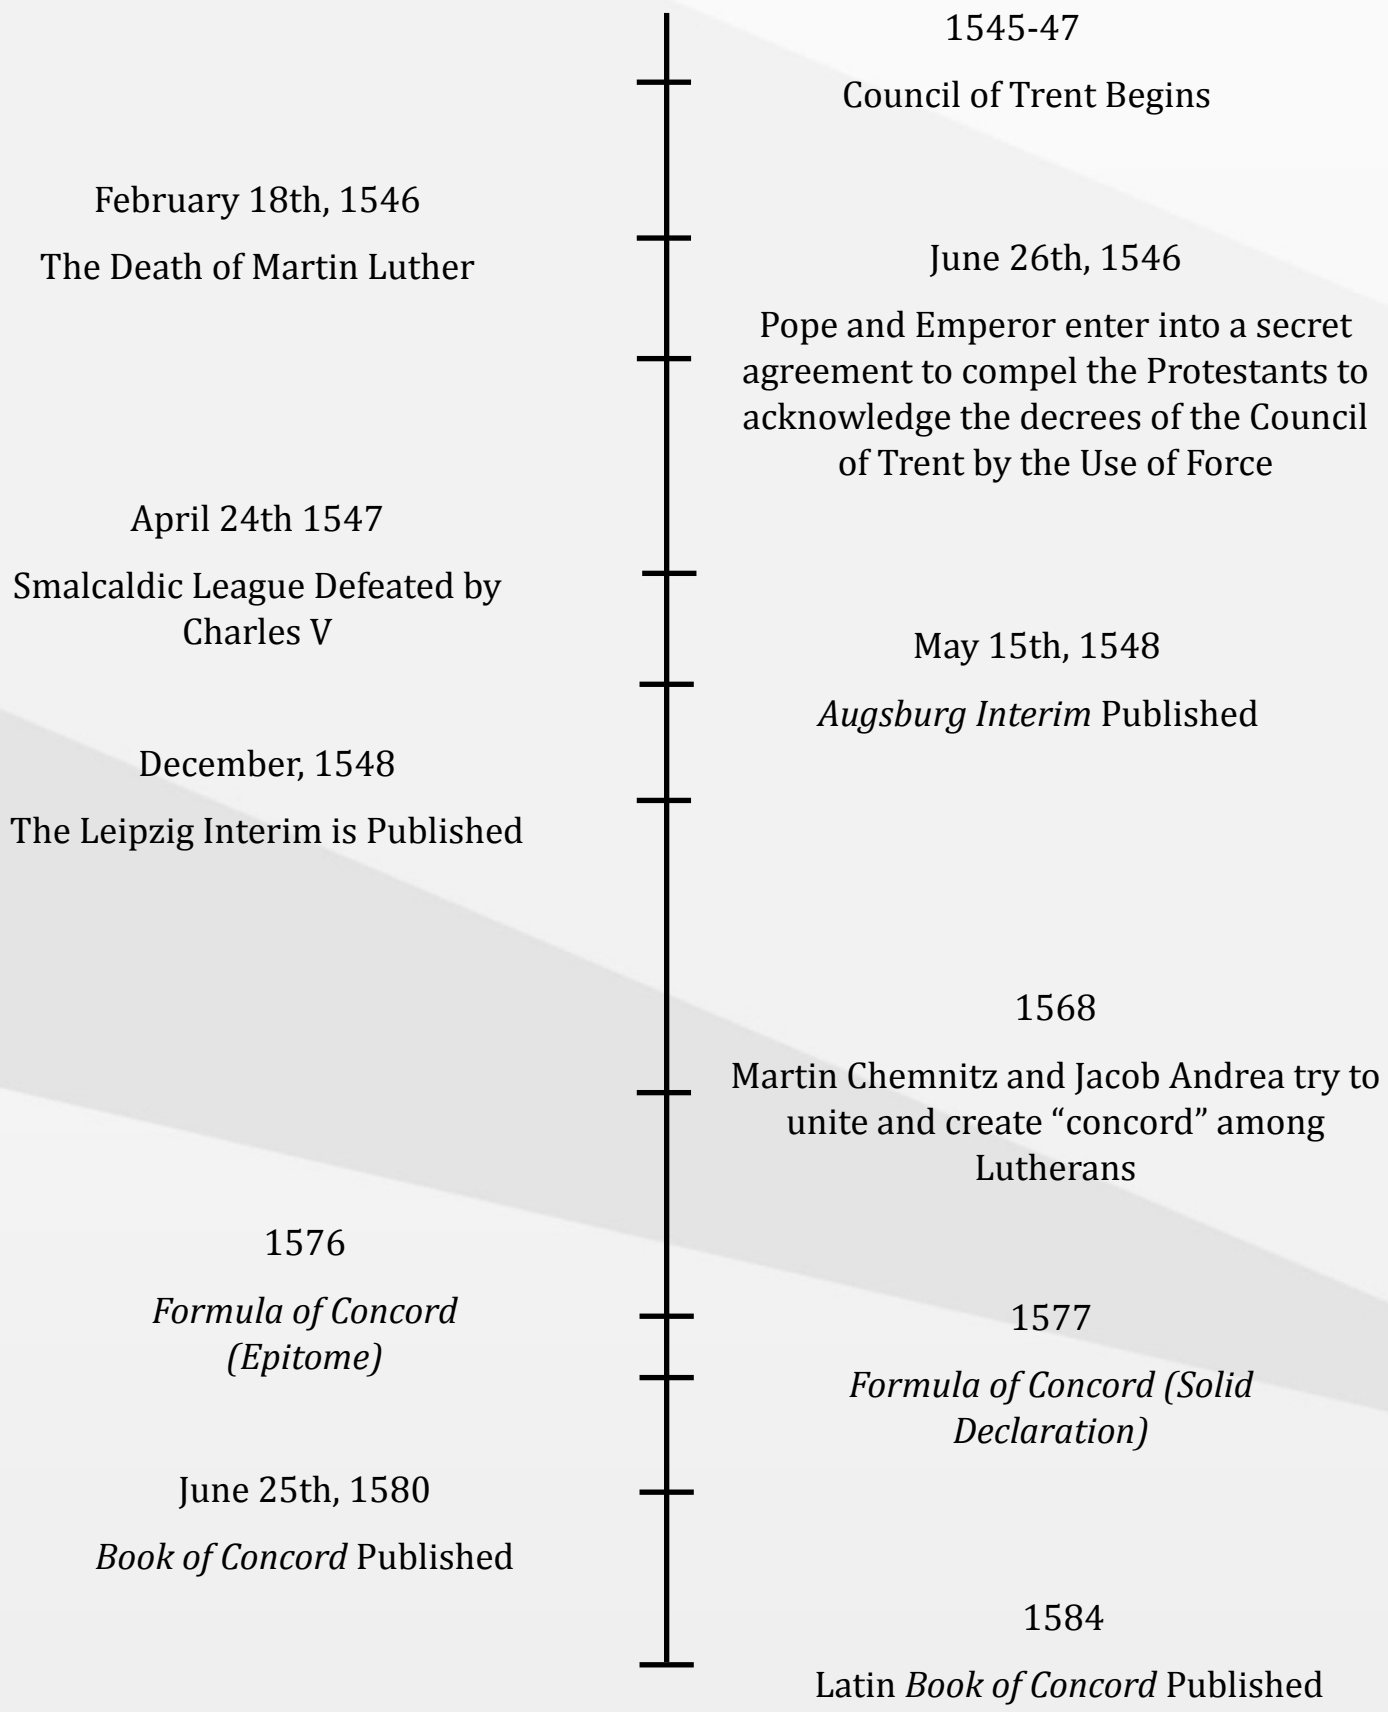 1545-47
Council of Trent Begins
February 18th, 1546
The Death of Martin Luther
June 26th, 1546
Pope and Emperor enter into a secret
agreement to compel the Protestants to
acknowledge the decrees of the Council
of Trent by the Use of Force
April 24th 1547
Smalcaldic League Defeated by
Charles V
May 15th, 1548
Augsburg Interim Published
December, 1548
The Leipzig Interim is Published
1568
Martin Chemnitz and Jacob Andrea try to
unite and create “concord” among
Lutherans
1576
Formula of Concord
(Epitome)
1577
Formula of Concord (Solid
Declaration)
June 25th, 1580
Book of Concord Published
1584
Latin Book of Concord Published